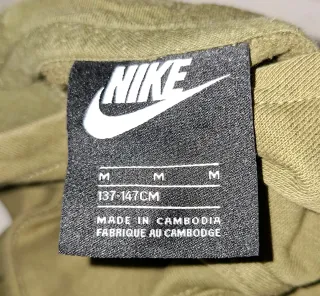 NIKE
M M M
137-147CM
MADE IN CAMBODIA
FABRIQUE AU CAMBODGE